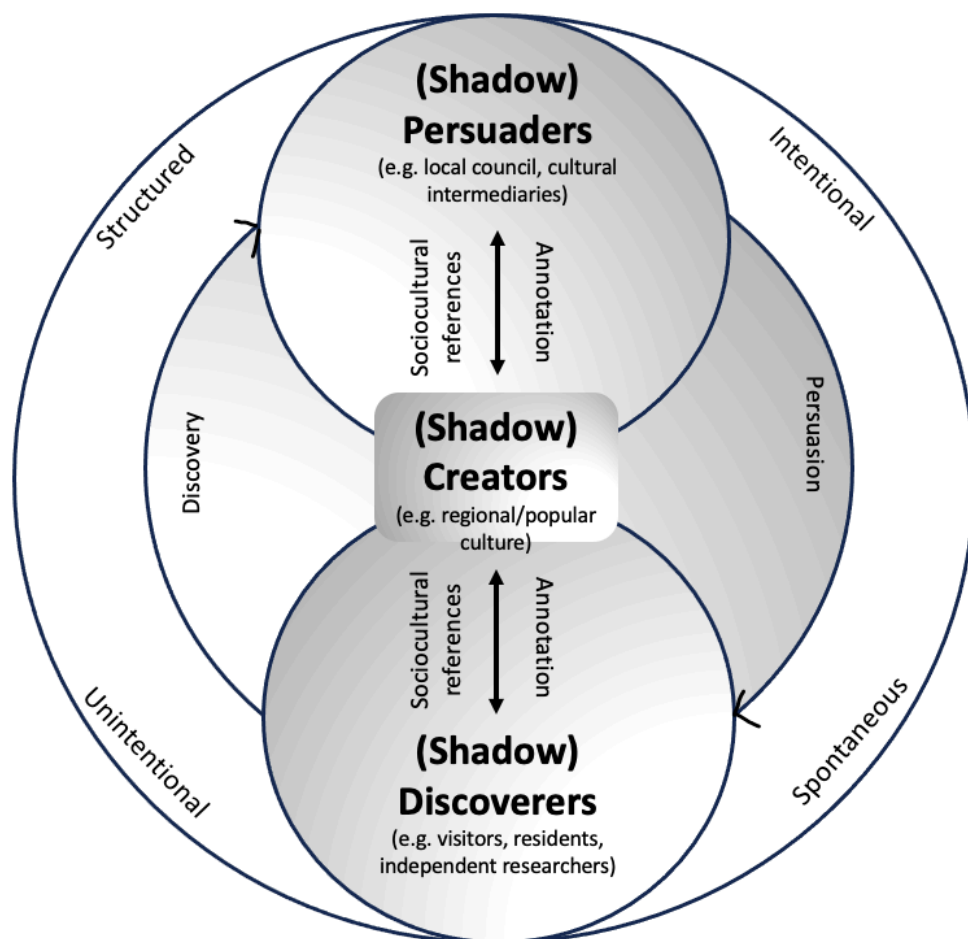 (Shadow)
Persuaders
(e.g. local council, cultural
intermediaries)
Structured
Intentional
Sociocultural
references
Annotation
Discovery
Persuasion
(Shadow)
Creators
(e.g. regional/popular
culture)
Sociocultural
references
Annotation
Unintentional
Spontaneous
(Shadow)
Discoverers
(e.g. visitors, residents,
independent researchers)